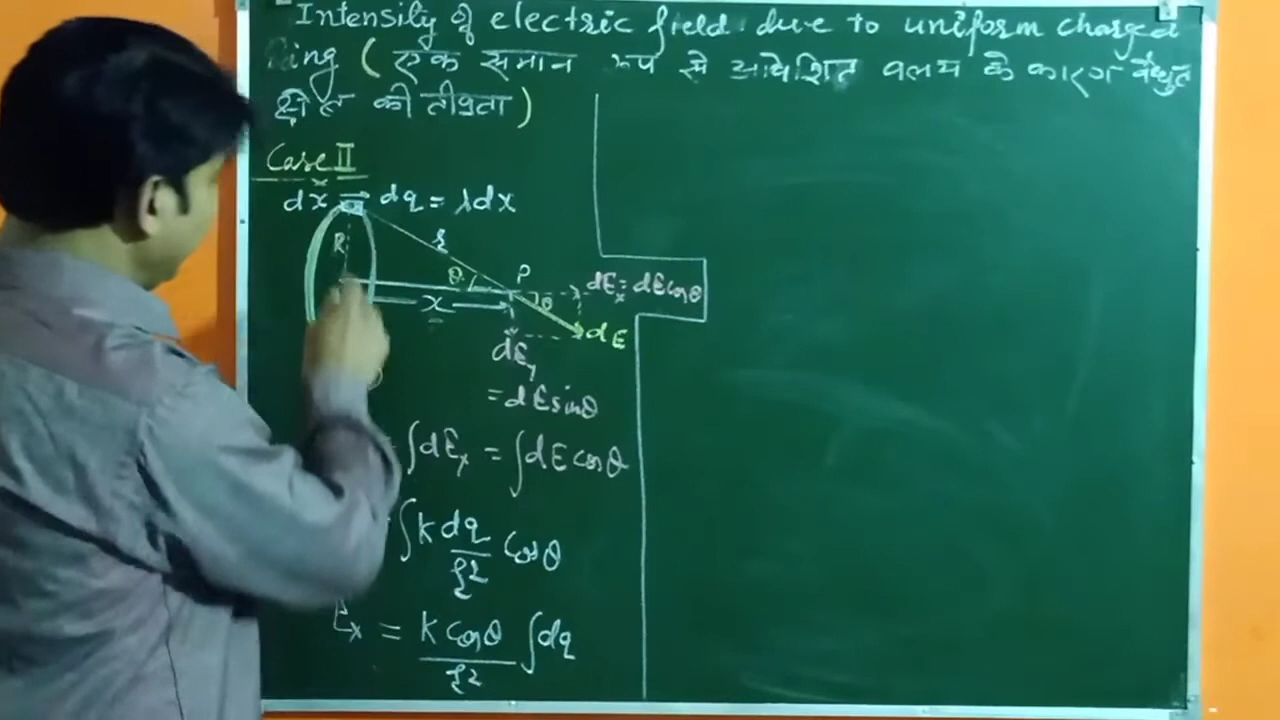 Intensity of electric field due to uniform charged
Ring ( एक समान रूप से आवेशित वलय के कारण वैद्युत
क्षेत्र की तीव्रता )
Case II
dx → dq = λdx
R
r
θ
P
θ
x
dEx = dE cosθ
dE
dEy
= dE sinθ
∫dEx = ∫dE cosθ
∫k dq/r² cosθ
Ex = k cosθ/r² ∫dq